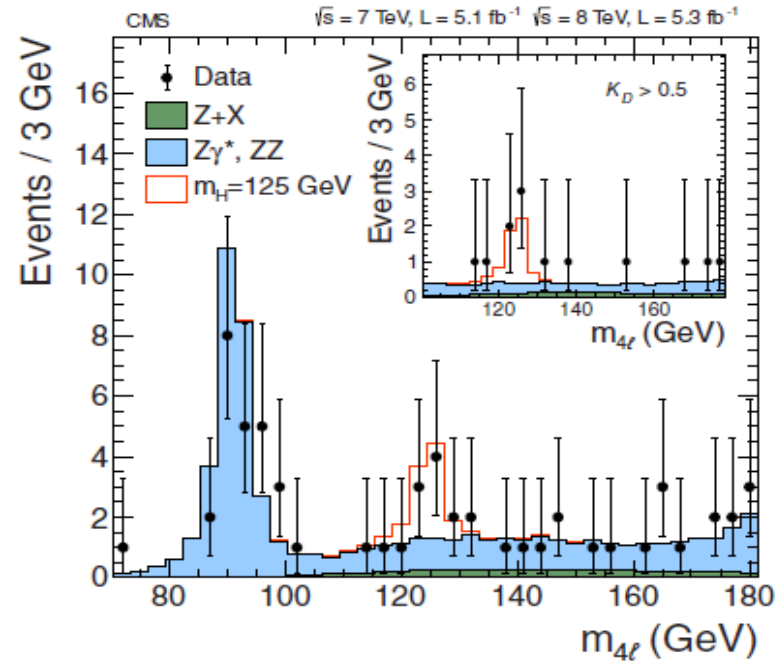 CMS √s = 7 TeV, L = 5.1 fb⁻¹ √s = 8 TeV, L = 5.3 fb⁻¹
Events / 3 GeV
16
14
12
10
8
6
4
2
0
Data
Z+X
Zγ*, ZZ
m_H=125 GeV
Events / 3 GeV
6
5
4
3
2
1
0
K_D > 0.5
120 140 160
m_4ℓ (GeV)
80 100 120 140 160 180
m_4ℓ (GeV)